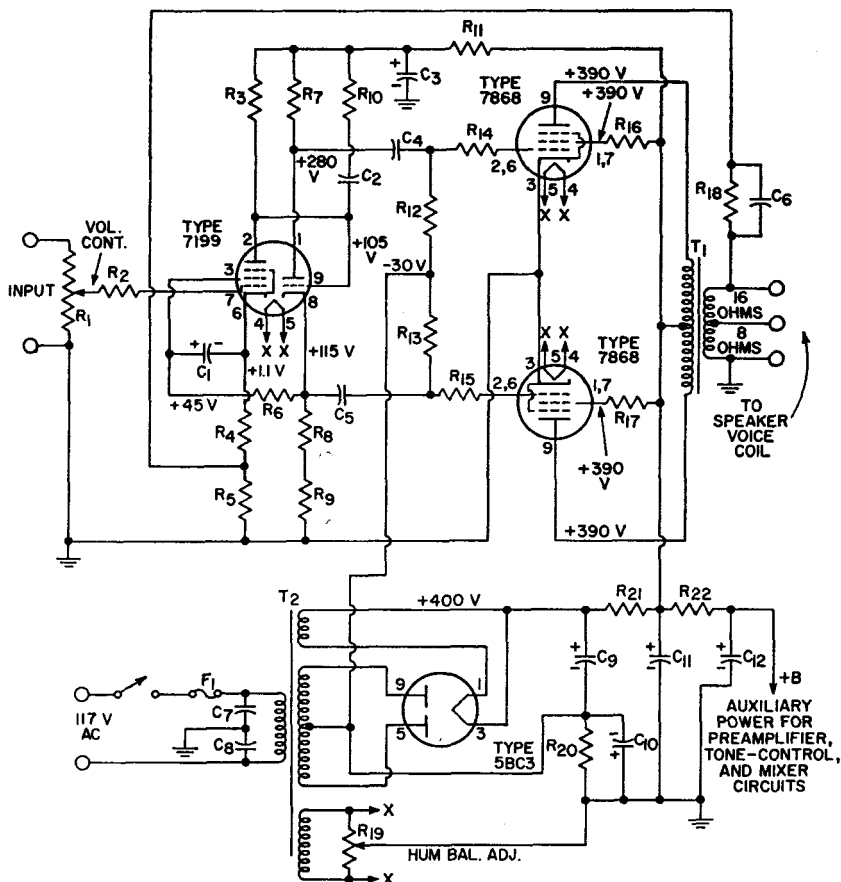 R11
TYPE
7868
+390 V
+390 V
R3
R7
R10
C3
+
-
9
R16
C4
R14
2,6
1,7
+280
V
C2
3
5
4
X X
R18
C6
R12
VOL.
CONT.
TYPE
7199
2
1
+105
V
-30 V
T1
INPUT
R1
R2
3
7
6
9
8
4
5
X X
16
OHMS
8
OHMS
R13
X X
3
5
4
TYPE
7868
+ -
C1
+1.1 V
+115 V
+45 V
R6
C5
R15
2,6
1,7
R17
R4
R8
9
+390
V
TO
SPEAKER
VOICE
COIL
R5
R9
+390 V
T2
+400 V
R21
R22
9
5
1
3
+
-
C9
+
-
C11
+
-
C12
+B
F1
117 V
AC
C7
C8
TYPE
5BC3
R20
-
+
C10
AUXILIARY
POWER FOR
PREAMPLIFIER,
TONE-CONTROL,
AND MIXER
CIRCUITS
X
R19
HUM BAL. ADJ.
X